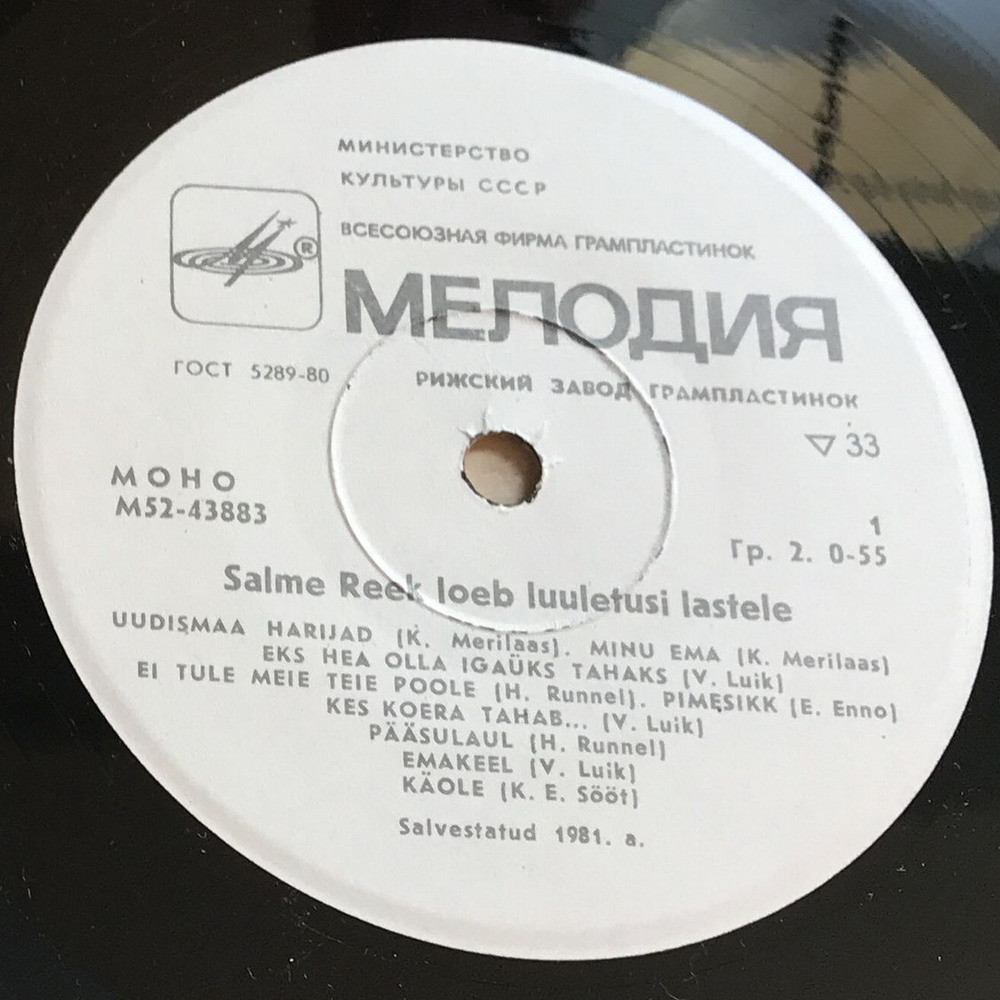 МИНИСТЕРСТВО
КУЛЬТУРЫ СССР
ВСЕСОЮЗНАЯ ФИРМА ГРАМПЛАСТИНОК
®
МЕЛОДИЯ
ГОСТ 5289-80
РИЖСКИЙ ЗАВОД ГРАМПЛАСТИНОК
▽ 33
МОНО
М52-43883
1
Гр. 2. 0-55
Salme Reek loeb luuletusi lastele
UUDISMAA HARIJAD (K. Merilaas). MINU EMA (K. Merilaas)
EKS HEA OLLA IGAÜKS TAHAKS (V. Luik)
EI TULE MEIE TEIE POOLE (H. Runnel). PIMESIKK (E. Enno)
KES KOERA TAHAB... (V. Luik)
PÄÄSULAUL (H. Runnel)
EMAKEEL (V. Luik)
KÄOLE (K. E. Sööt)
Salvestatud 1981. a.